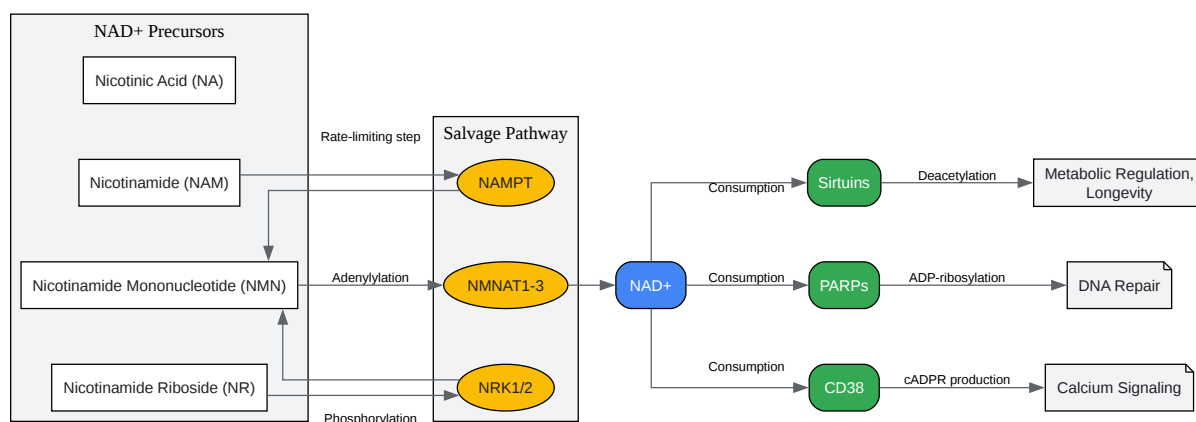 NAD+ Precursors
Nicotinic Acid (NA)
Rate-limiting step
Salvage Pathway
Nicotinamide (NAM)
NAMPT
Consumption
Sirtuins
Deacetylation
Metabolic Regulation,
Longevity
Nicotinamide Mononucleotide (NMN)
Adenylylation
NMNAT1-3
NAD+
Consumption
PARPs
ADP-ribosylation
DNA Repair
Nicotinamide Riboside (NR)
Phosphorylation
NRK1/2
Consumption
CD38
cADPR production
Calcium Signaling